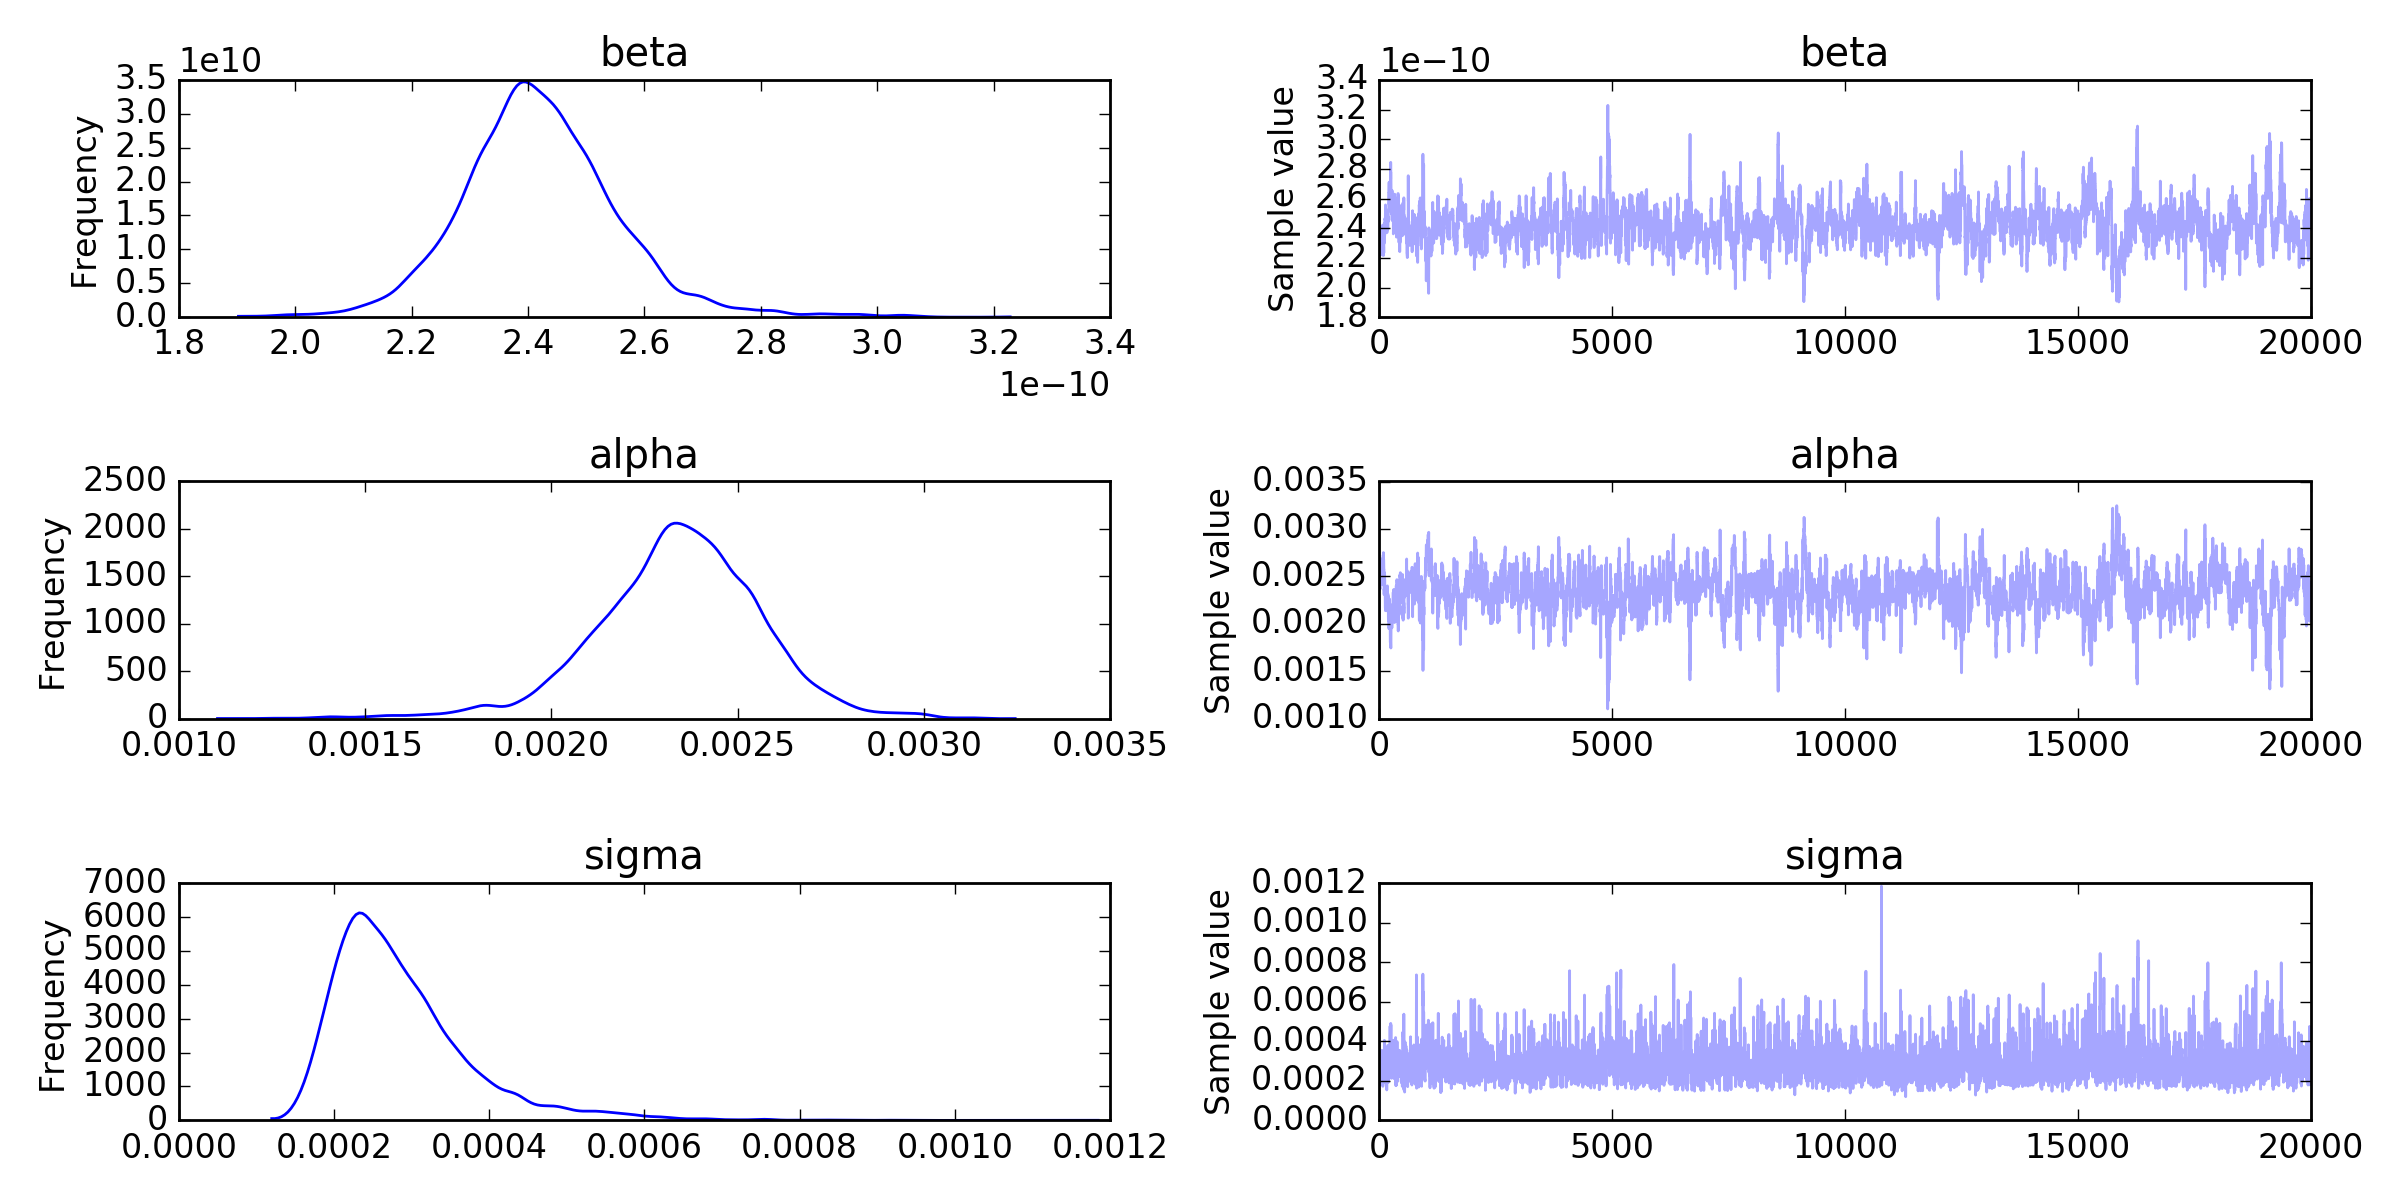 beta
1e10
3.5
3.0
2.5
2.0
1.5
1.0
0.5
0.0
Frequency
1.8 2.0 2.2 2.4 2.6 2.8 3.0 3.2 3.4
1e−10
beta
1e−10
3.4
3.2
3.0
2.8
2.6
2.4
2.2
2.0
1.8
Sample value
0 5000 10000 15000 20000
alpha
2500
2000
1500
1000
500
0
Frequency
0.0010 0.0015 0.0020 0.0025 0.0030 0.0035
alpha
0.0035
0.0030
0.0025
0.0020
0.0015
0.0010
Sample value
0 5000 10000 15000 20000
sigma
7000
6000
5000
4000
3000
2000
1000
0
Frequency
0.0000 0.0002 0.0004 0.0006 0.0008 0.0010 0.0012
sigma
0.0012
0.0010
0.0008
0.0006
0.0004
0.0002
0.0000
Sample value
0 5000 10000 15000 20000